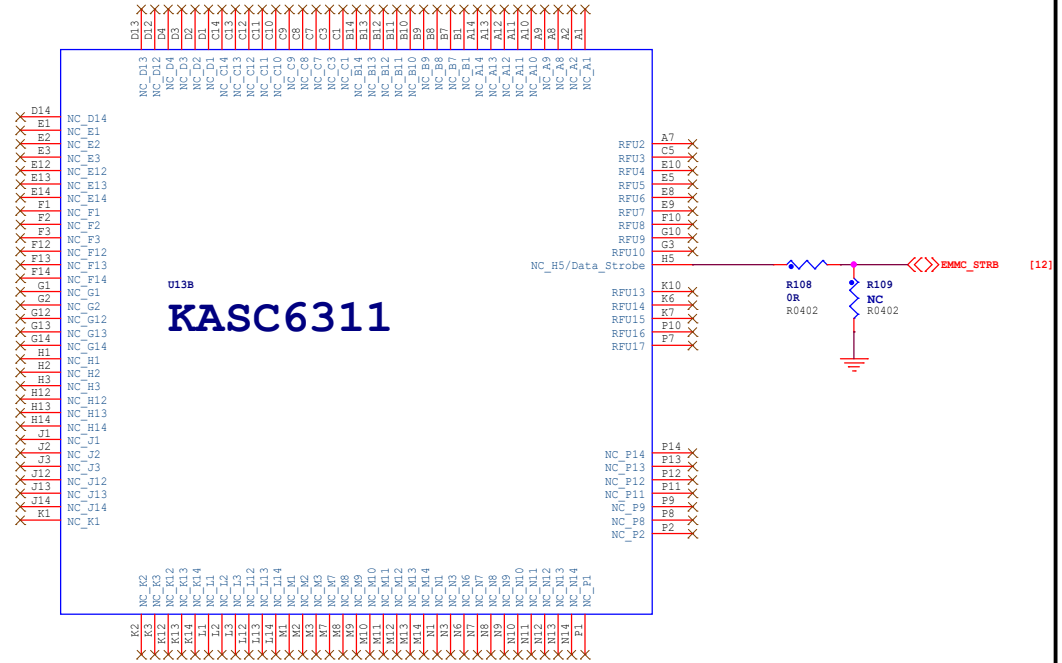 D13 D12 D4 D3 D2 D1 C14 C13 C12 C11 C10 C9 C8 C7 C3 C1 B14 B13 B12 B11 B10 B9 B8 B7 B1 A14 A13 A12 A11 A10 A9 A8 A2 A1
NC_D13 NC_D12 NC_D4 NC_D3 NC_D2 NC_D1 NC_C14 NC_C13 NC_C12 NC_C11 NC_C10 NC_C9 NC_C8 NC_C7 NC_C3 NC_C1 NC_B14 NC_B13 NC_B12 NC_B11 NC_B10 NC_B9 NC_B8 NC_B7 NC_B1 NC_A14 NC_A13 NC_A12 NC_A11 NC_A10 NC_A9 NC_A8 NC_A2 NC_A1
D14 NC_D14
E1 NC_E1
E2 NC_E2
E3 NC_E3
E12 NC_E12
E13 NC_E13
E14 NC_E14
F1 NC_F1
F2 NC_F2
F3 NC_F3
F12 NC_F12
F13 NC_F13
F14 NC_F14
G1 NC_G1
G2 NC_G2
G12 NC_G12
G13 NC_G13
G14 NC_G14
H1 NC_H1
H2 NC_H2
H3 NC_H3
H12 NC_H12
H13 NC_H13
H14 NC_H14
J1 NC_J1
J2 NC_J2
J3 NC_J3
J12 NC_J12
J13 NC_J13
J14 NC_J14
K1 NC_K1
U13B
KASC6311
RFU2 A7
RFU3 C5
RFU4 E10
RFU5 E5
RFU6 E8
RFU7 E9
RFU8 F10
RFU9 G10
RFU10 G3
NC_H5/Data_Strobe H5
RFU13 K10
RFU14 K6
RFU15 K7
RFU16 P10
RFU17 P7
NC_P14 P14
NC_P13 P13
NC_P12 P12
NC_P11 P11
NC_P9 P9
NC_P8 P8
NC_P2 P2
EMMC_STRB [12]
R108
0R
R0402
R109
NC
R0402
NC_K2 NC_K3 NC_K12 NC_K13 NC_K14 NC_L1 NC_L2 NC_L3 NC_L12 NC_L13 NC_L14 NC_M1 NC_M2 NC_M3 NC_M7 NC_M8 NC_M9 NC_M10 NC_M11 NC_M12 NC_M13 NC_M14 NC_N1 NC_N3 NC_N6 NC_N7 NC_N8 NC_N9 NC_N10 NC_N11 NC_N12 NC_N13 NC_N14 NC_P1
K2 K3 K12 K13 K14 L1 L2 L3 L12 L13 L14 M1 M2 M3 M7 M8 M9 M10 M11 M12 M13 M14 N1 N3 N6 N7 N8 N9 N10 N11 N12 N13 N14 P1